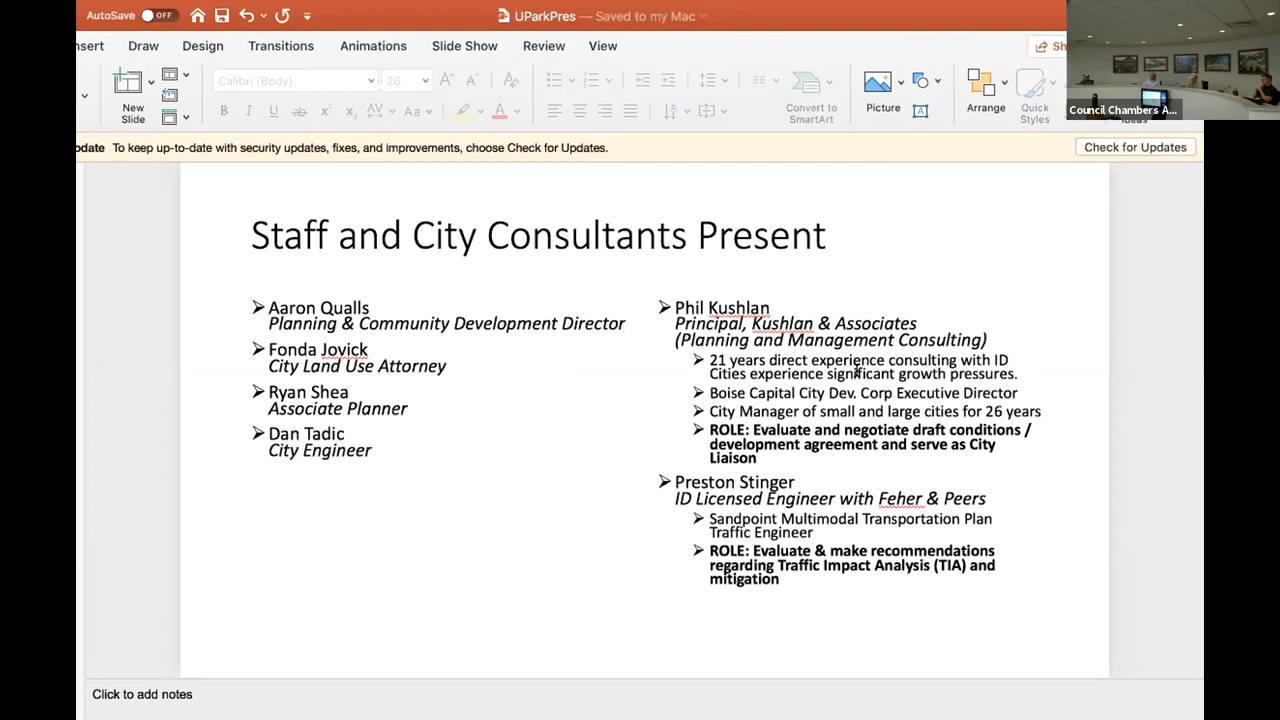 AutoSave OFF
UParkPres — Saved to my Mac
nsert Draw Design Transitions Animations Slide Show Review View Sh
Calibri (Body) 26
New
Slide
Convert to
SmartArt
Picture
Arrange
Quick
Styles
Council Chambers A...
Ideas
pdate To keep up-to-date with security updates, fixes, and improvements, choose Check for Updates. Check for Updates
Staff and City Consultants Present
Aaron Qualls
Planning & Community Development Director
Fonda Jovick
City Land Use Attorney
Ryan Shea
Associate Planner
Dan Tadic
City Engineer
Phil Kushlan
Principal, Kushlan & Associates
(Planning and Management Consulting)
21 years direct experience consulting with ID
Cities experience significant growth pressures.
Boise Capital City Dev. Corp Executive Director
City Manager of small and large cities for 26 years
ROLE: Evaluate and negotiate draft conditions /
development agreement and serve as City
Liaison
Preston Stinger
ID Licensed Engineer with Feher & Peers
Sandpoint Multimodal Transportation Plan
Traffic Engineer
ROLE: Evaluate & make recommendations
regarding Traffic Impact Analysis (TIA) and
mitigation
Click to add notes